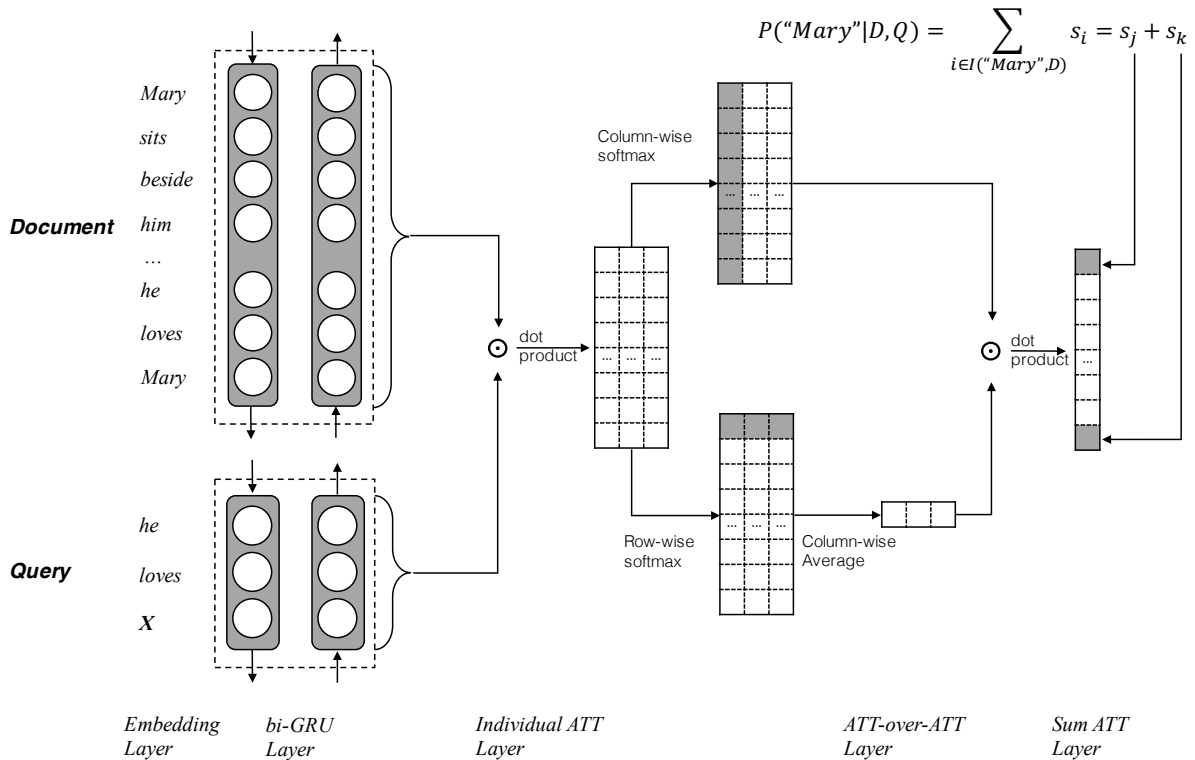 P(“Mary”|D,Q) = ∑ s_i = s_j + s_k
i∈I(“Mary”,D)
Mary
sits
beside
Document
him
...
he
loves
Mary
Column-wise
softmax
...
... ... ...
dot
product
... ... ...
dot
product
...
he
Query
loves
X
Row-wise
softmax
... ... ...
Column-wise
Average
Embedding
Layer
bi-GRU
Layer
Individual ATT
Layer
ATT-over-ATT
Layer
Sum ATT
Layer